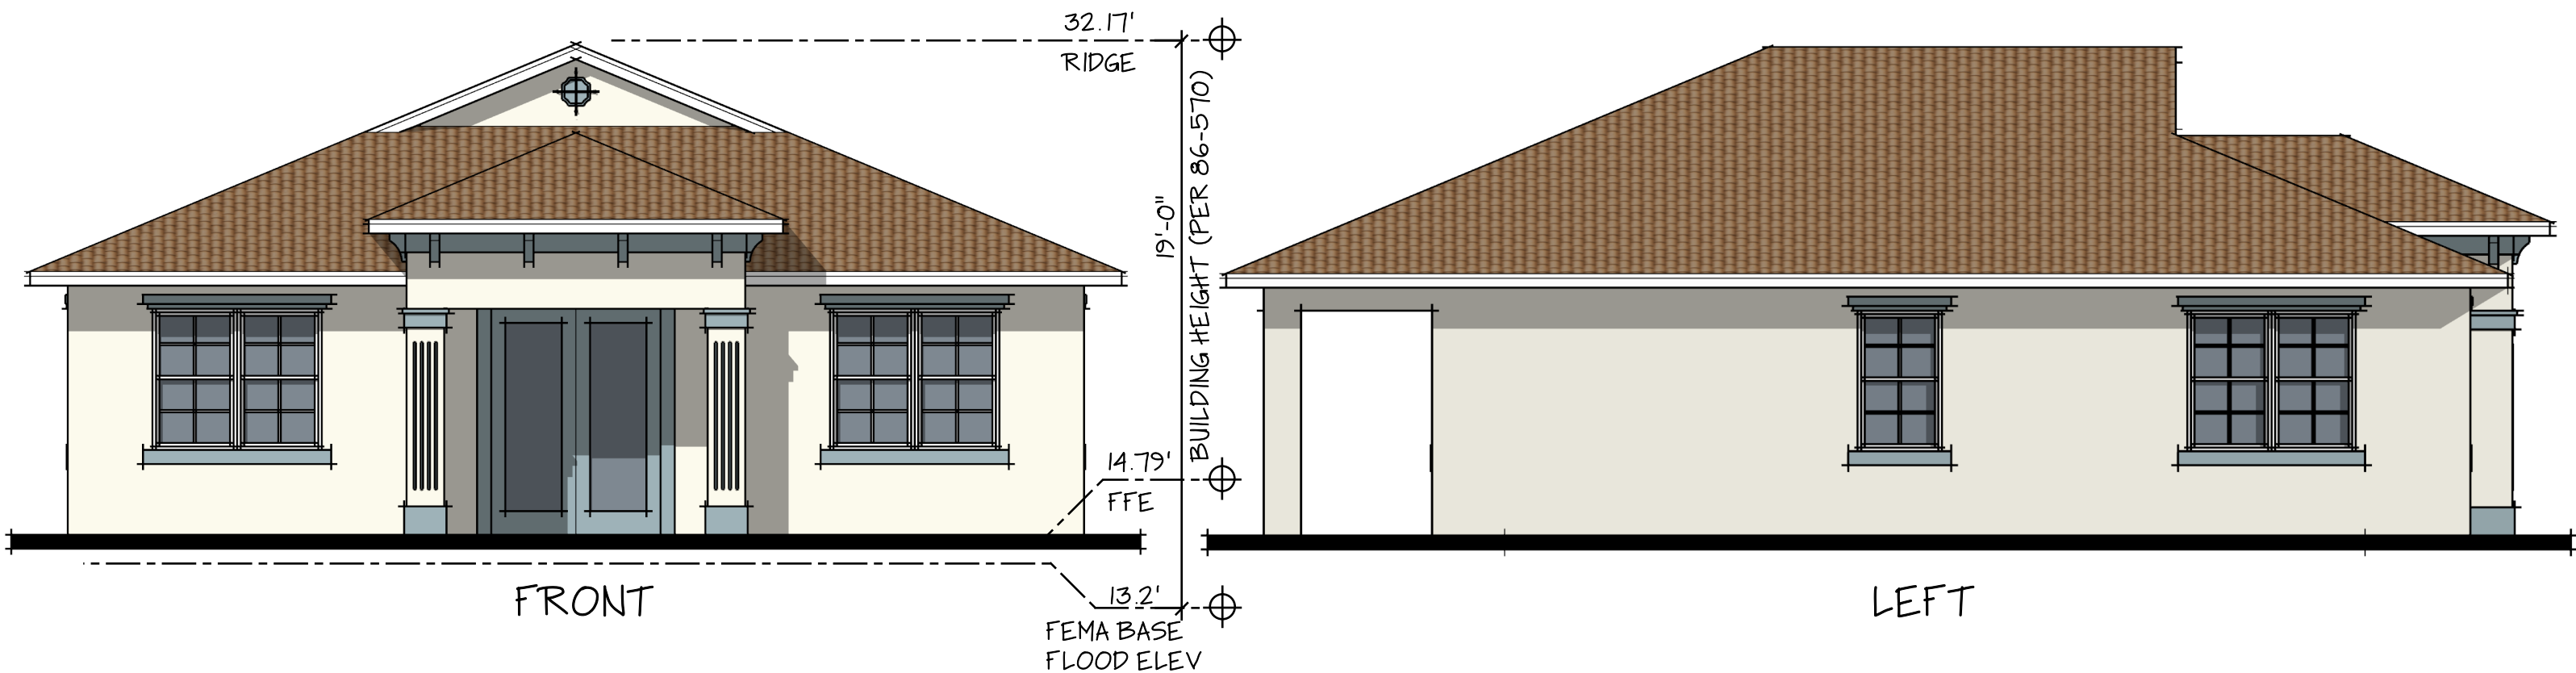 32.17'
RIDGE
19'-0"
BUILDING HEIGHT (PER 86-570)
14.79'
FFE
13.2'
FEMA BASE
FLOOD ELEV
FRONT
LEFT